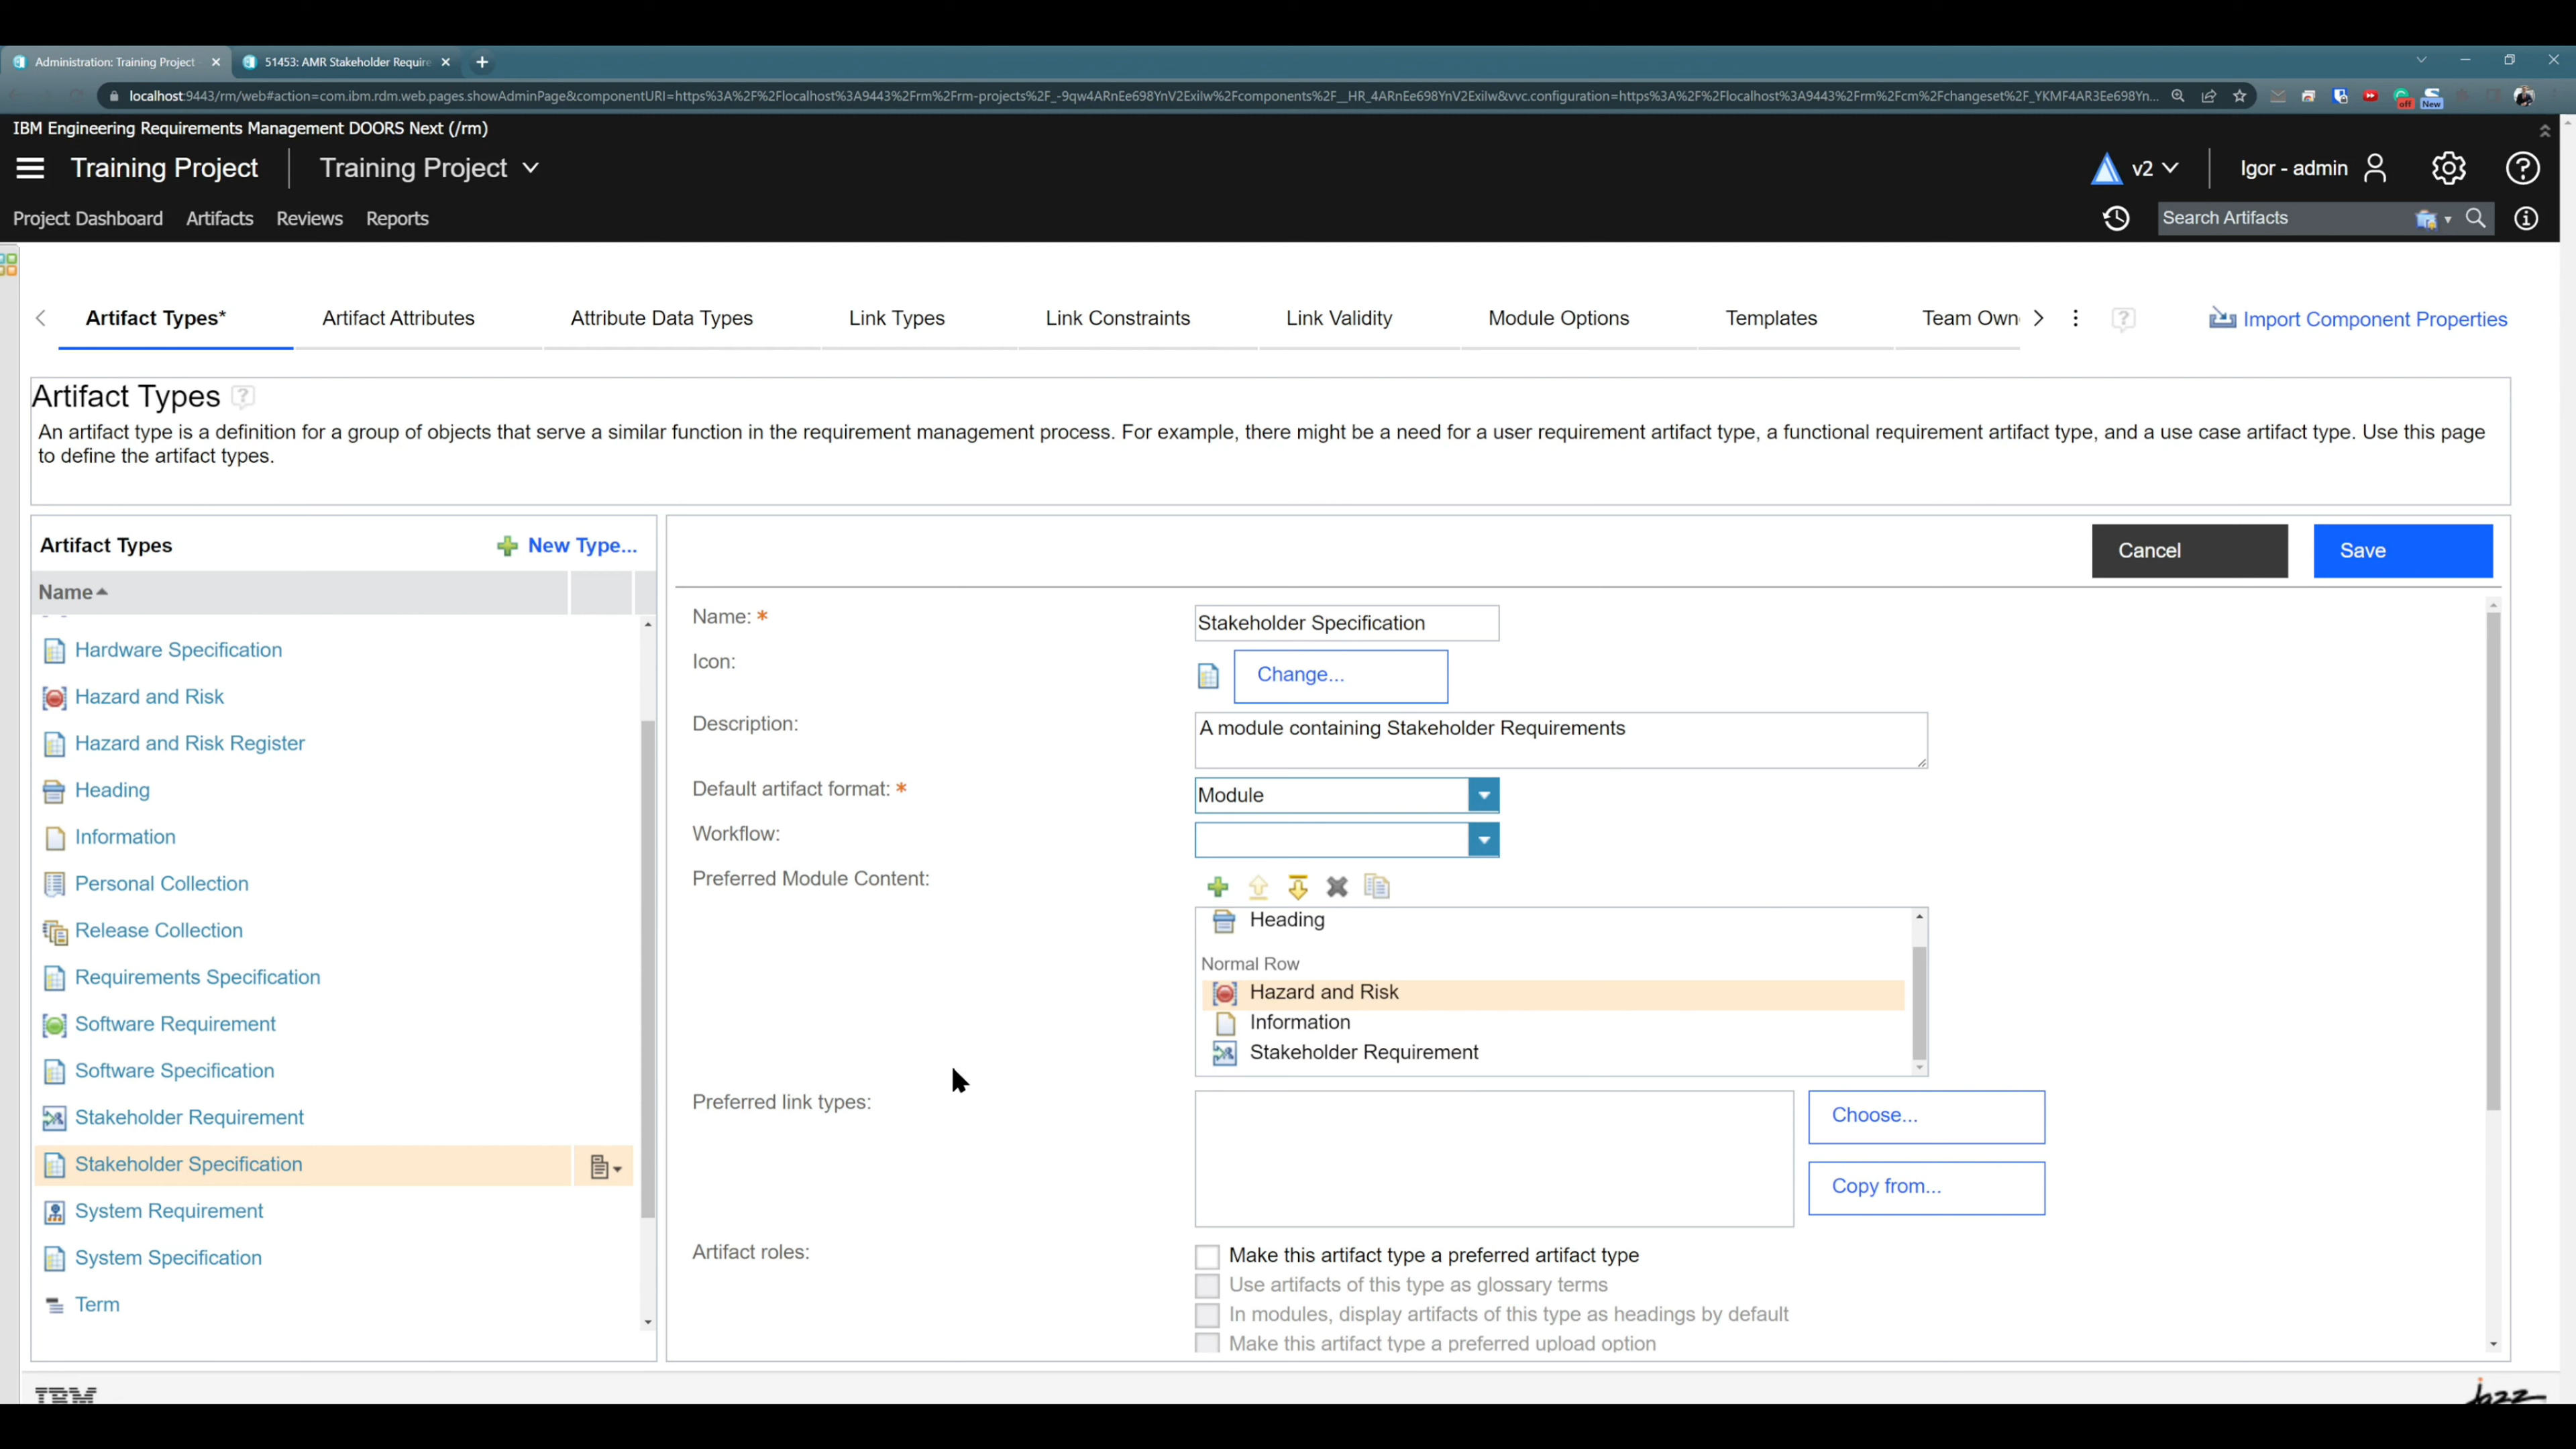 Administration: Training Project
51453: AMR Stakeholder Require
localhost:9443/rm/web#action=com.ibm.rdm.web.pages.showAdminPage&componentURI=https%3A%2F%2Flocalhost%3A9443%2Frm%2Frm-projects%2F_-9qw4ARnEe698YnV2Exilw%2Fcomponents%2F__HR_4ARnEe698YnV2Exilw&vvc.configuration=https%3A%2F%2Flocalhost%3A9443%2Frm%2Fcm%2Fchangeset%2F_YKMF4AR3Ee698Yn...
off
New
IBM Engineering Requirements Management DOORS Next (/rm)
Training Project
Training Project
v2
Igor - admin
Project Dashboard
Artifacts
Reviews
Reports
Search Artifacts
Artifact Types*
Artifact Attributes
Attribute Data Types
Link Types
Link Constraints
Link Validity
Module Options
Templates
Team Own
Import Component Properties
Artifact Types
An artifact type is a definition for a group of objects that serve a similar function in the requirement management process. For example, there might be a need for a user requirement artifact type, a functional requirement artifact type, and a use case artifact type. Use this page
to define the artifact types.
Artifact Types
New Type...
Name
Hardware Specification
Hazard and Risk
Hazard and Risk Register
Heading
Information
Personal Collection
Release Collection
Requirements Specification
Software Requirement
Software Specification
Stakeholder Requirement
Stakeholder Specification
System Requirement
System Specification
Term
Cancel
Save
Name: *
Stakeholder Specification
Icon:
Change...
Description:
A module containing Stakeholder Requirements
Default artifact format: *
Module
Workflow:
Preferred Module Content:
Heading
Normal Row
Hazard and Risk
Information
Stakeholder Requirement
Preferred link types:
Choose...
Copy from...
Artifact roles:
Make this artifact type a preferred artifact type
Use artifacts of this type as glossary terms
In modules, display artifacts of this type as headings by default
Make this artifact type a preferred upload option
IBM
jazz